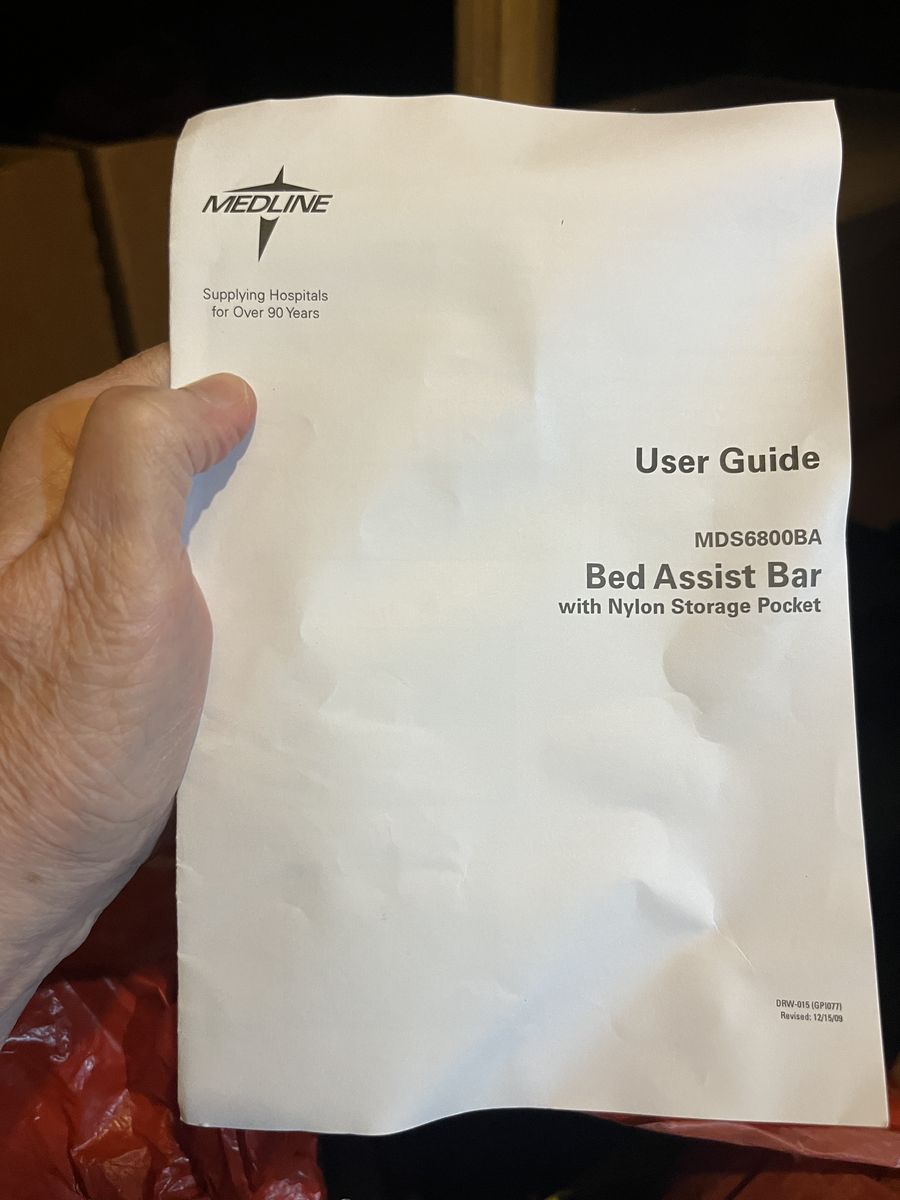 MEDLINE
Supplying Hospitals
for Over 90 Years
User Guide
MDS6800BA
Bed Assist Bar
with Nylon Storage Pocket
DRW-015 (GPI077)
Revised: 12/15/09